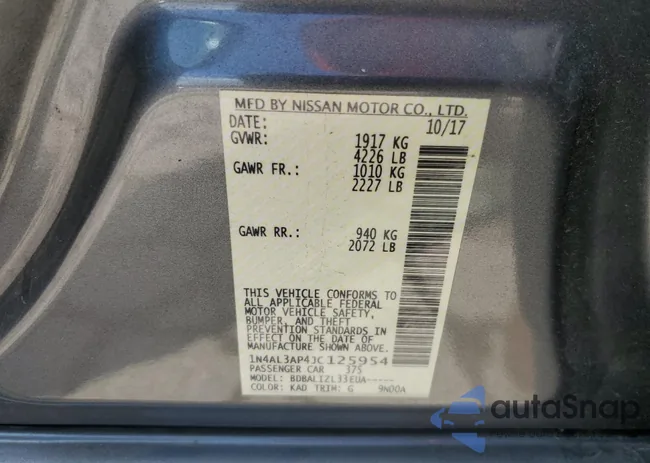 MFD BY NISSAN MOTOR CO., LTD.
DATE: 10/17
GVWR: 1917 KG
4226 LB
GAWR FR.: 1010 KG
2227 LB
GAWR RR.: 940 KG
2072 LB
THIS VEHICLE CONFORMS TO
ALL APPLICABLE FEDERAL
MOTOR VEHICLE SAFETY,
BUMPER, AND THEFT
PREVENTION STANDARDS IN
EFFECT ON THE DATE OF
MANUFACTURE SHOWN ABOVE.
1N4AL3AP4JC125954
PASSENGER CAR 375
MODEL: BDBALIZL33EUA-----
COLOR: KAD TRIM: G 9N00A
autoSnap